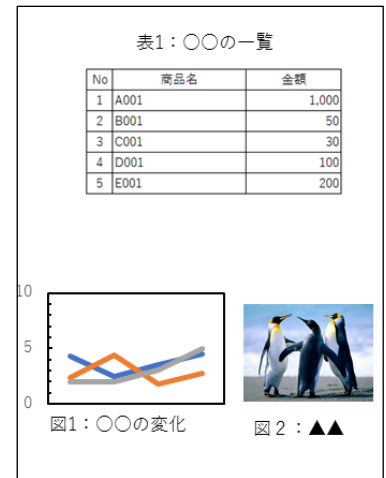 表1：〇〇の一覧
No 商品名 金額
1 A001 1,000
2 B001 50
3 C001 30
4 D001 100
5 E001 200
10
5
0
図1：〇〇の変化
図２：▲▲